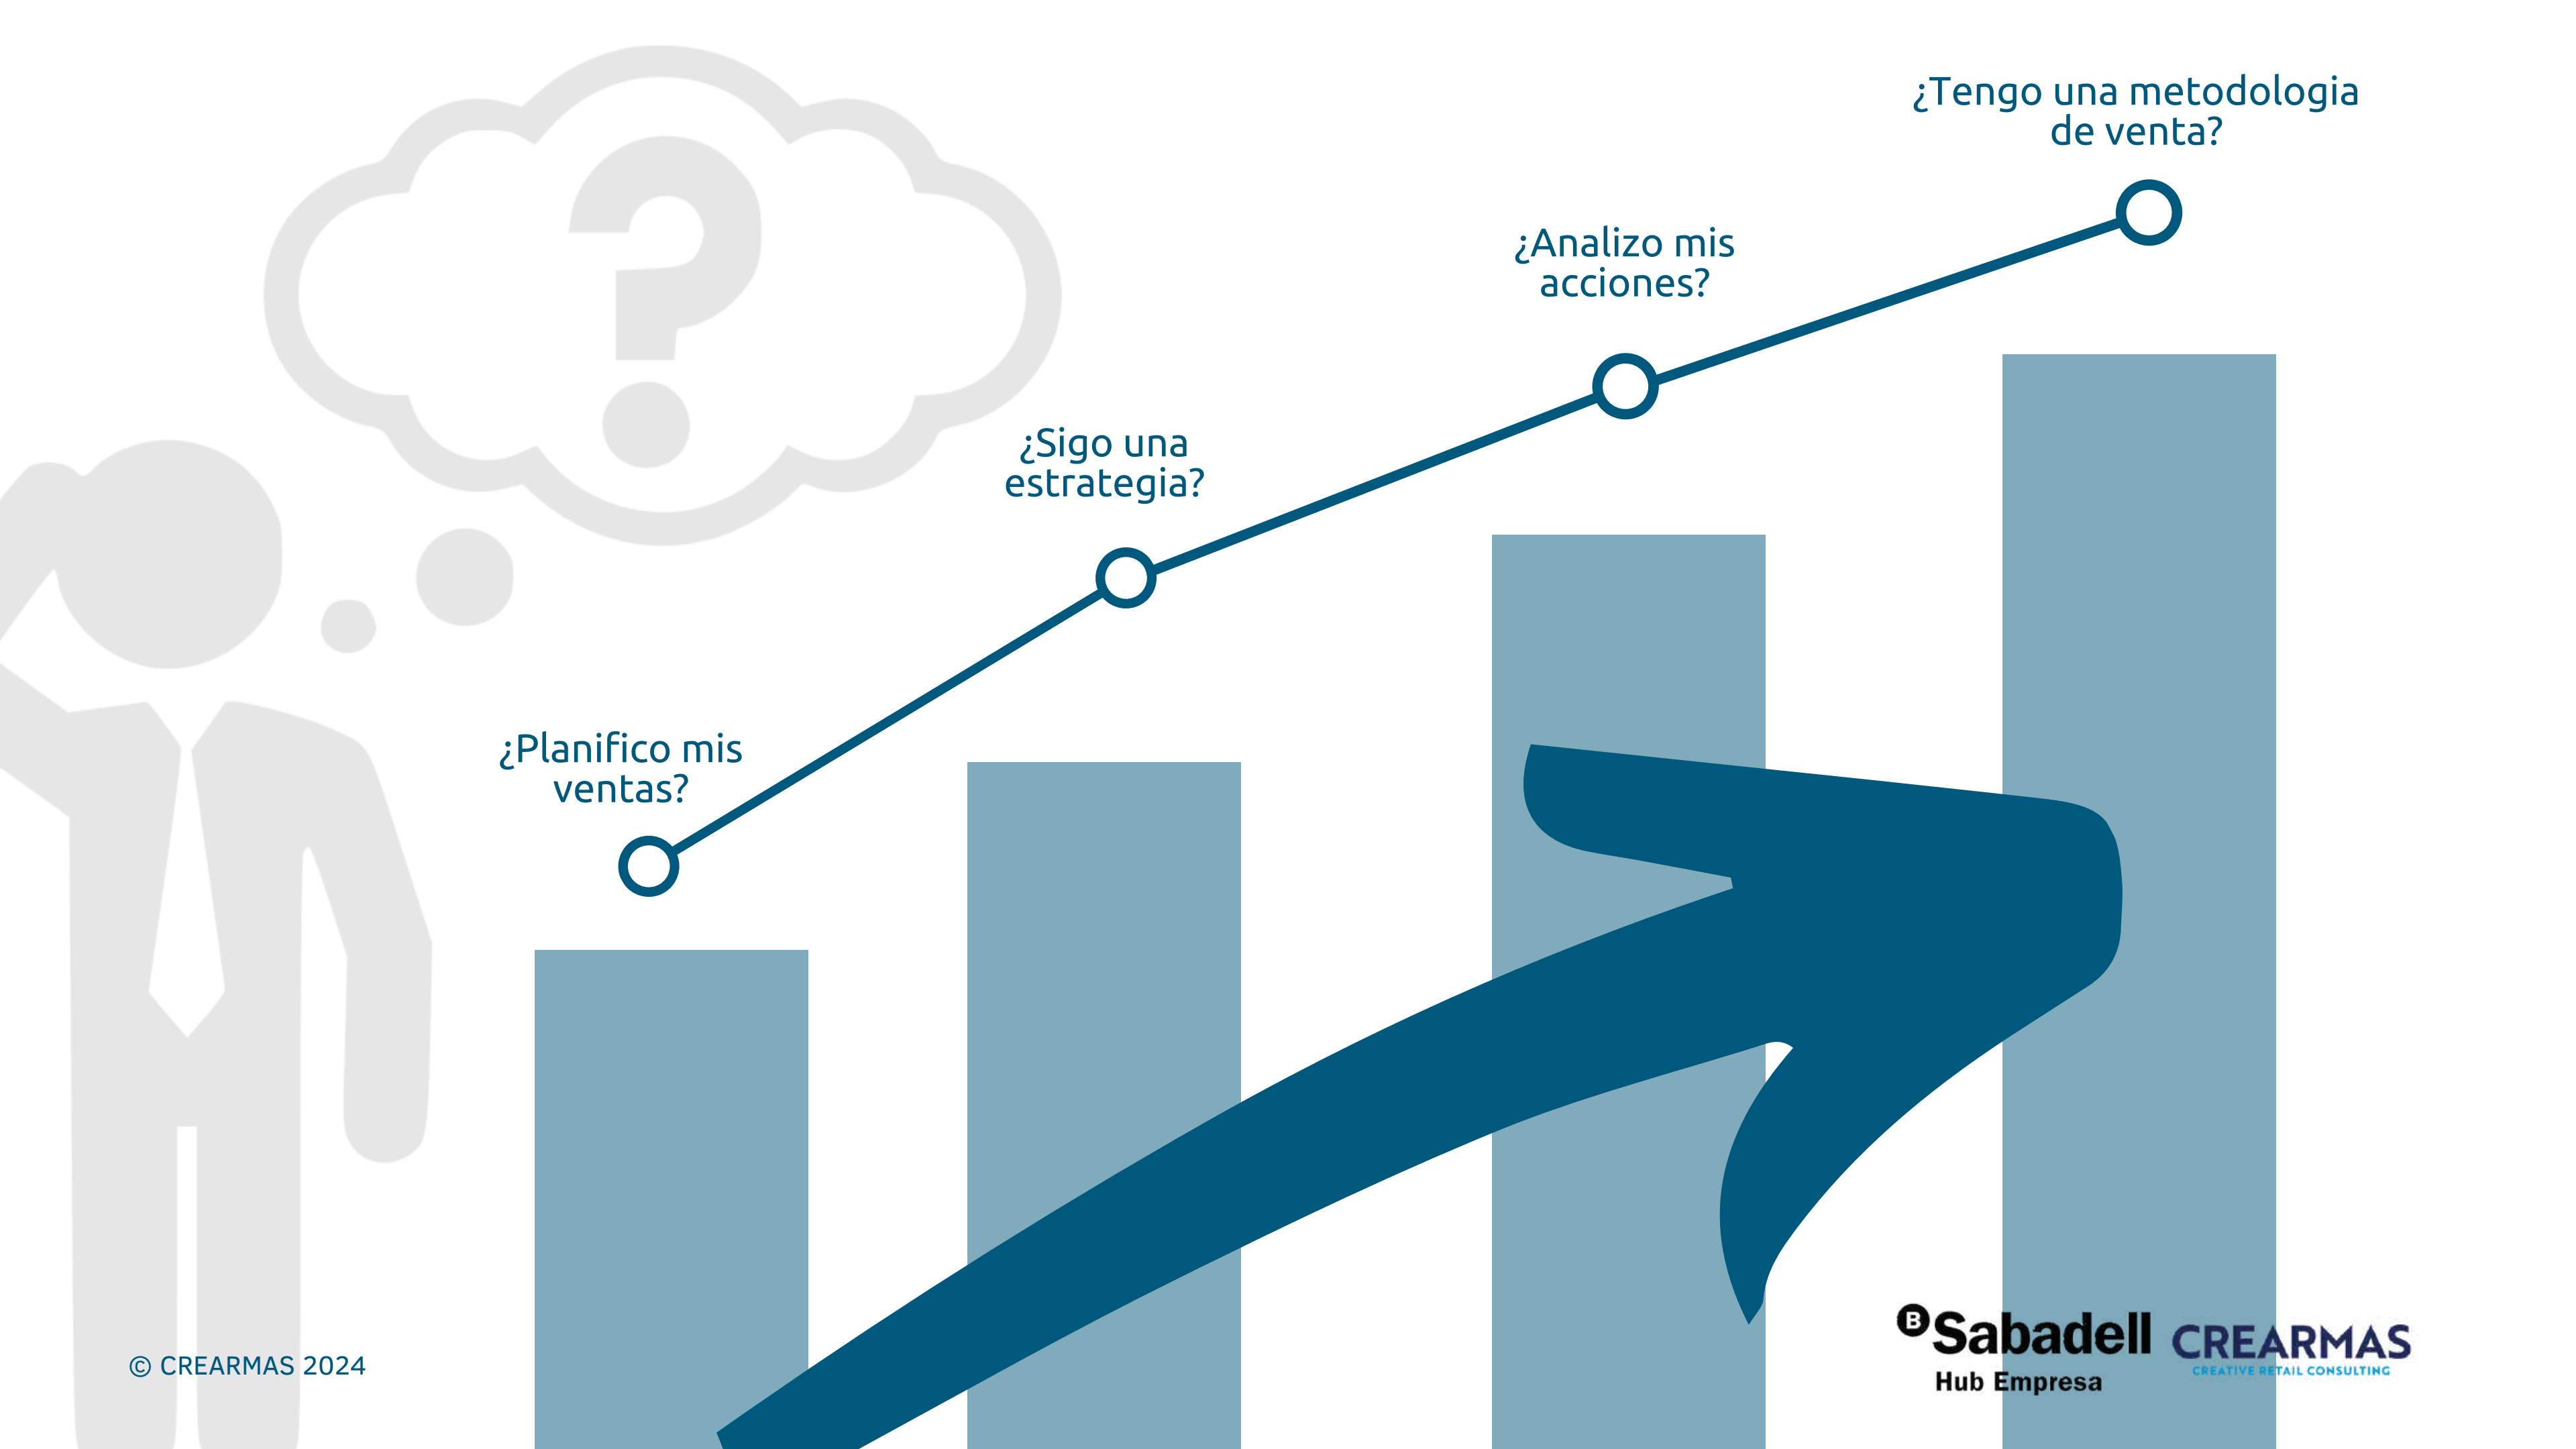 ¿Tengo una metodologia
de venta?
¿Analizo mis
acciones?
¿Sigo una
estrategia?
¿Planifico mis
ventas?
?
© CREARMAS 2024
B Sabadell
Hub Empresa
CREARMAS
CREATIVE RETAIL CONSULTING